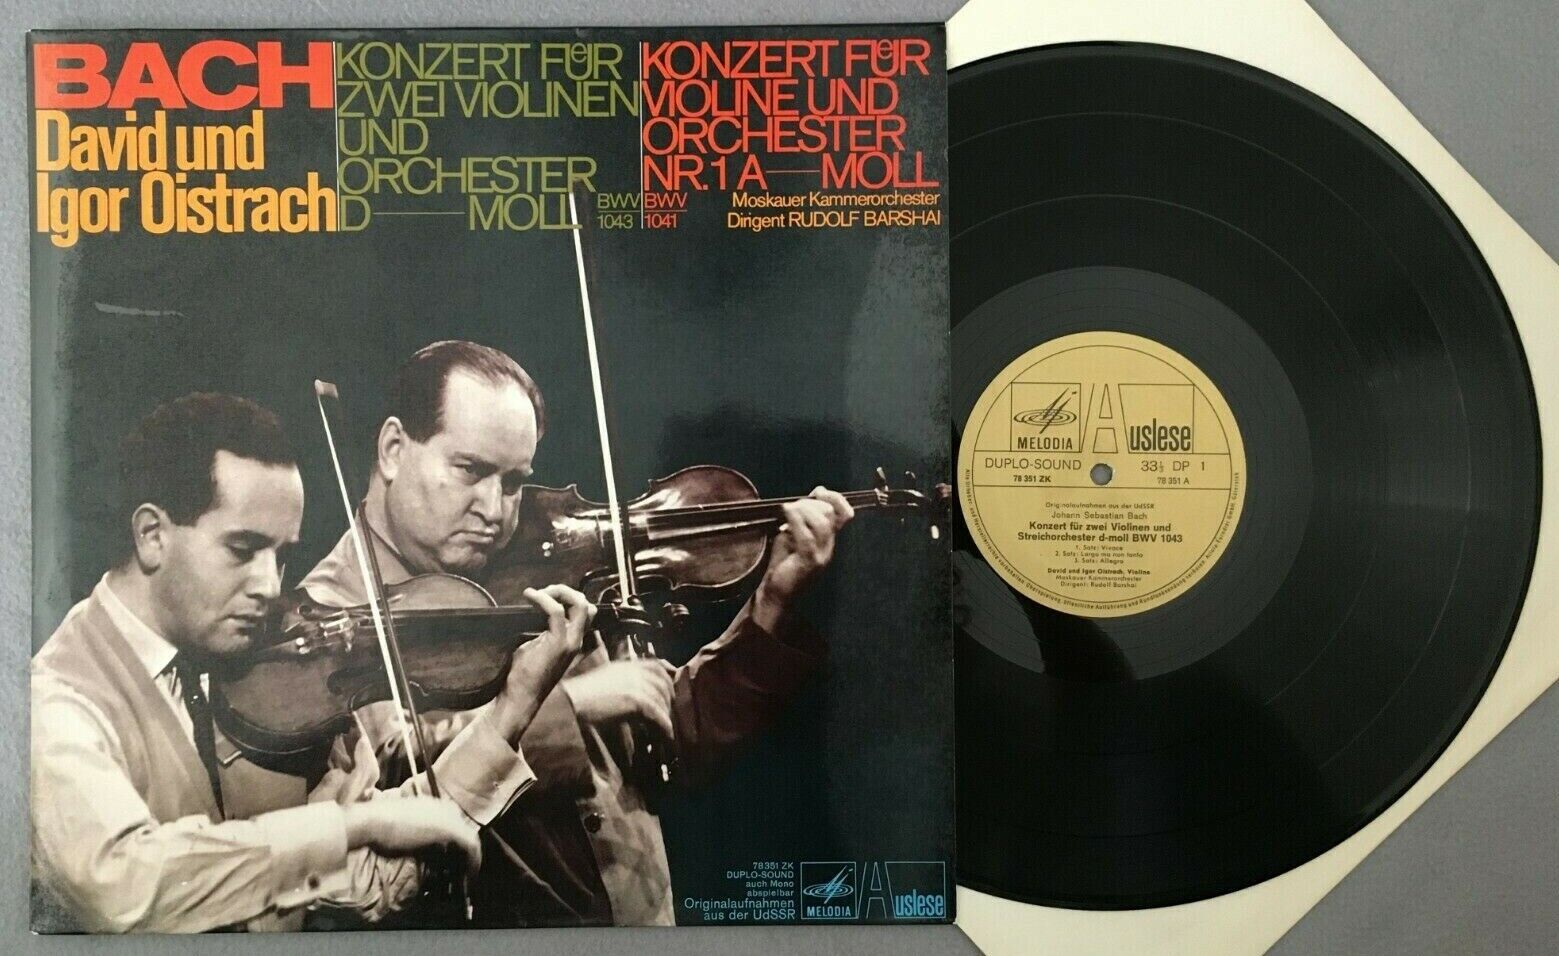 BACH
David und
Igor Oistrach
KONZERT FUeR
ZWEI VIOLINEN
UND
ORCHESTER
D—MOLL
BWV
1043
KONZERT FUeR
VIOLINE UND
ORCHESTER
NR. 1 A—MOLL
BWV
1041
Moskauer Kammerorchester
Dirigent RUDOLF BARSHAI
78351 ZK
DUPLO-SOUND
auch Mono
abspielbar
Originalaufnahmen
aus der UdSSR
MELODIA
Auslese
MELODIA
Auslese
DUPLO-SOUND
33⅓ DP 1
78 351 ZK
78 351 A
Originalaufnahmen aus der UdSSR
Johann Sebastian Bach
Konzert für zwei Violinen und
Streichorchester d-moll BWV 1043
1. Satz: Vivace
2. Satz: Largo ma non tanto
3. Satz: Allegro
David und Igor Oistrach, Violine
Moskauer Kammerorchester
Dirigent: Rudolf Barshai